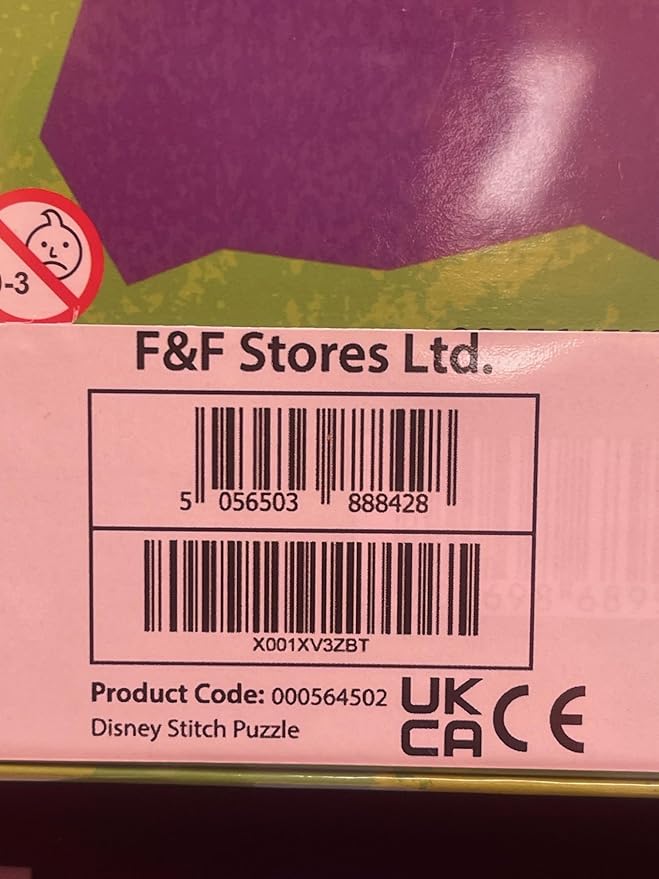 0-3
F&F Stores Ltd.
5 056503 888428
X001XV3ZBT
Product Code: 000564502
Disney Stitch Puzzle
UK
CA CE